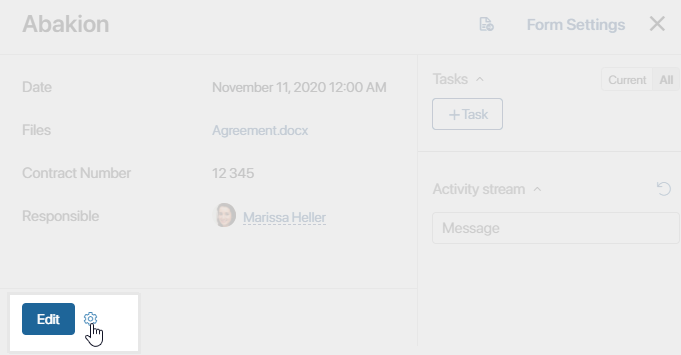 Abakion
Form Settings
Date November 11, 2020 12:00 AM
Files Agreement.docx
Contract Number 12 345
Responsible Marissa Heller
Edit
Tasks Current All
+Task
Activity stream
Message